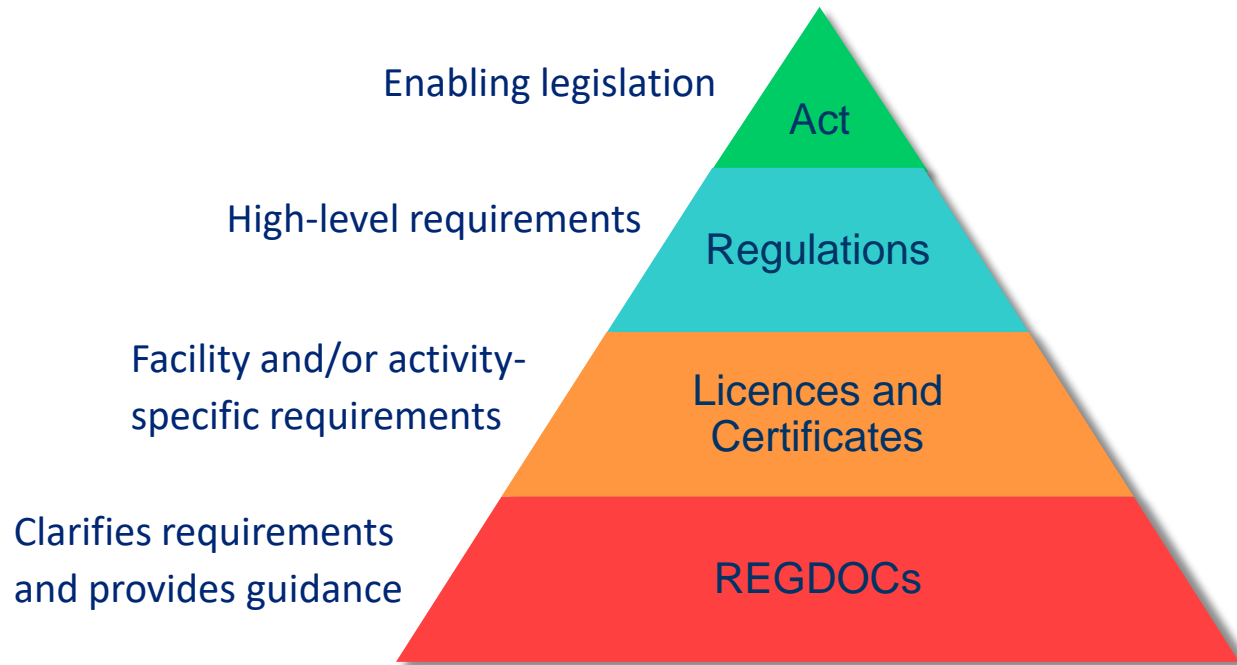 Enabling legislation
Act
High-level requirements
Regulations
Facility and/or activity-
specific requirements
Licences and
Certificates
Clarifies requirements
and provides guidance
REGDOCs